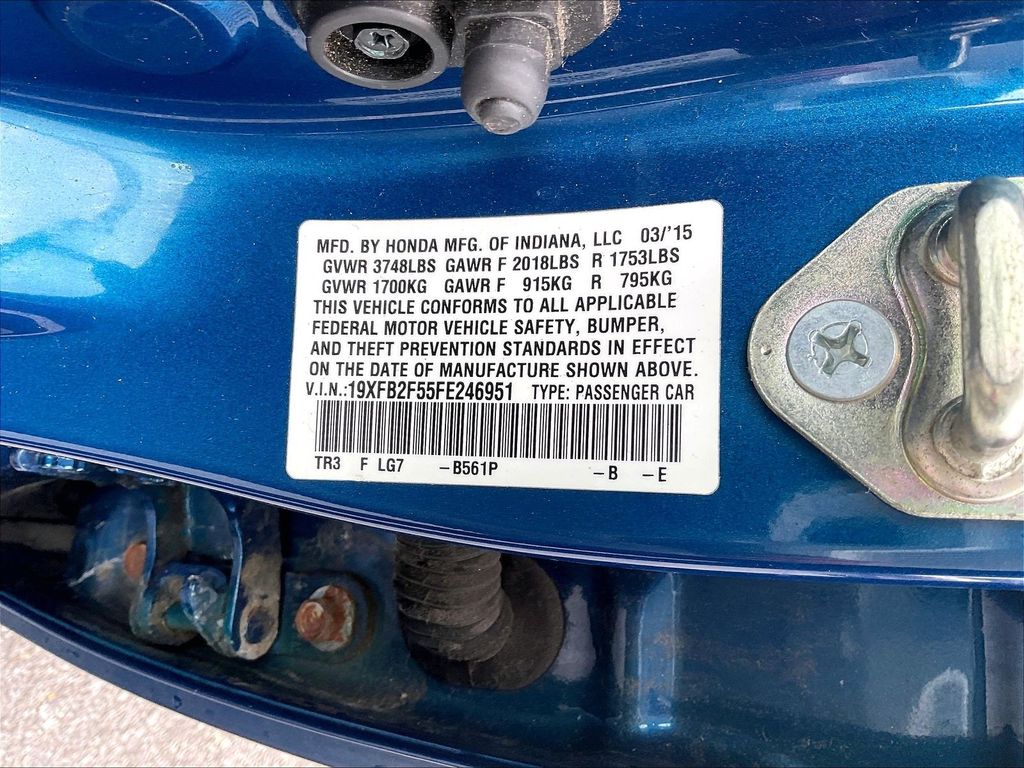 MFD. BY HONDA MFG. OF INDIANA, LLC 03/'15
GVWR 3748LBS GAWR F 2018LBS R 1753LBS
GVWR 1700KG GAWR F 915KG R 795KG
THIS VEHICLE CONFORMS TO ALL APPLICABLE
FEDERAL MOTOR VEHICLE SAFETY, BUMPER,
AND THEFT PREVENTION STANDARDS IN EFFECT
ON THE DATE OF MANUFACTURE SHOWN ABOVE.
V.I.N.:19XFB2F55FE246951 TYPE: PASSENGER CAR
TR3 F LG7 –B561P –B –E